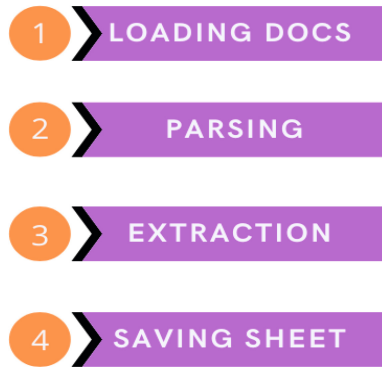 1 LOADING DOCS
2 PARSING
3 EXTRACTION
4 SAVING SHEET